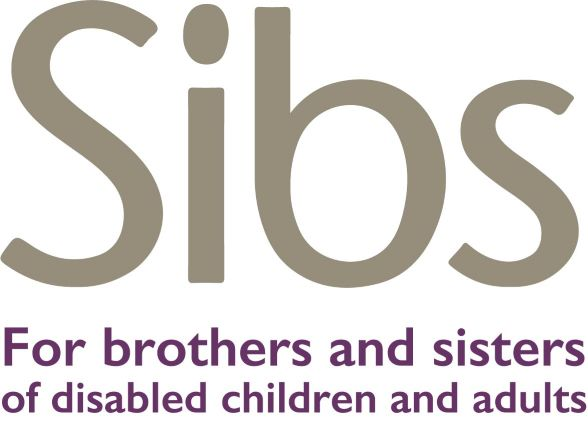 Sibs
For brothers and sisters
of disabled children and adults